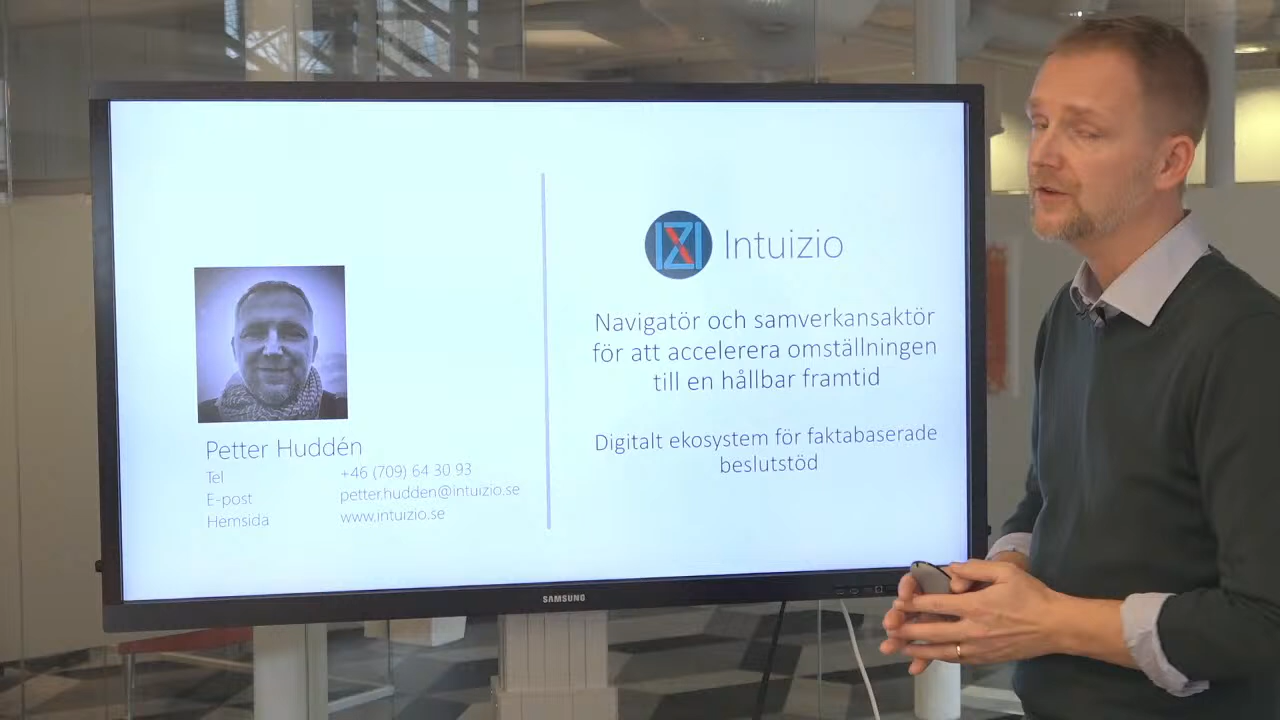 Petter Huddén
Tel +46 (709) 64 30 93
E-post petter.hudden@intuizio.se
Hemsida www.intuizio.se
Intuizio
Navigatör och samverkansaktör
för att accelerera omställningen
till en hållbar framtid
Digitalt ekosystem för faktabaserade
beslutstöd
SAMSUNG